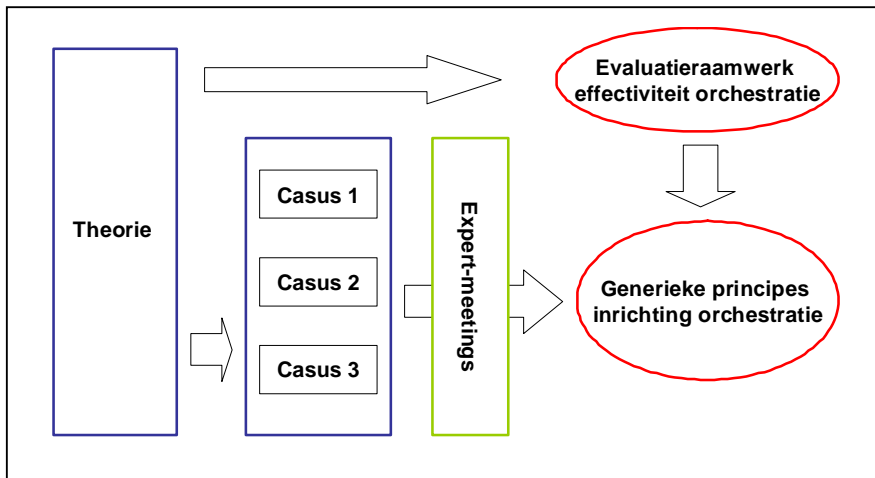 Theorie
Casus 1
Casus 2
Casus 3
Expert-meetings
Evaluatieraamwerk
effectiviteit orchestratie
Generieke principes
inrichting orchestratie